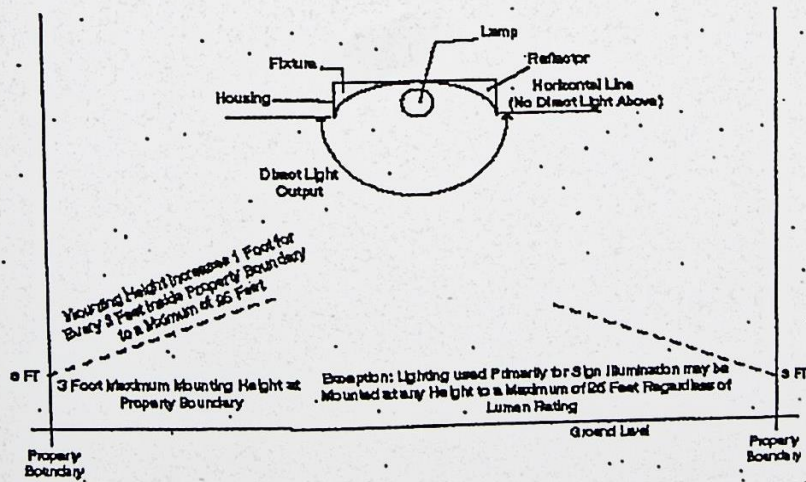 Lamp
Fixture
Reflector
Housing
Horizontal Line
(No Direct Light Above)
Direct Light
Output
Mounting Height Increases 1 Foot for
Every 3 Feet Inside Property Boundary
to a Maximum of 25 Feet
3 FT
3 Foot Maximum Mounting Height at
Property Boundary
Exception: Lighting used Primarily for Sign Illumination may be
Mounted at any Height to a Maximum of 25 Feet Regardless of
Lumen Rating
3 FT
Ground Level
Property
Boundary
Property
Boundary